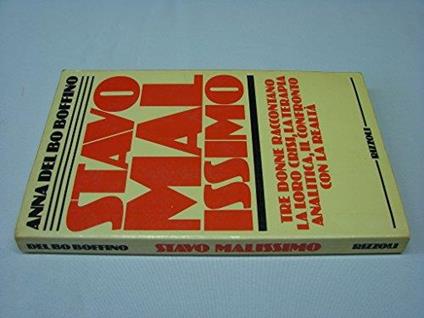 ANNA DEL BO BOFFINO
STAVO
MAL
ISSIMO
TRE DONNE RACCONTANO
LA LORO CRISI, LA TERAPIA
ANALITICA, IL CONFRONTO
CON LA REALTÀ
RIZZOLI
DEL BO BOFFINO STAVO MALISSIMO RIZZOLI